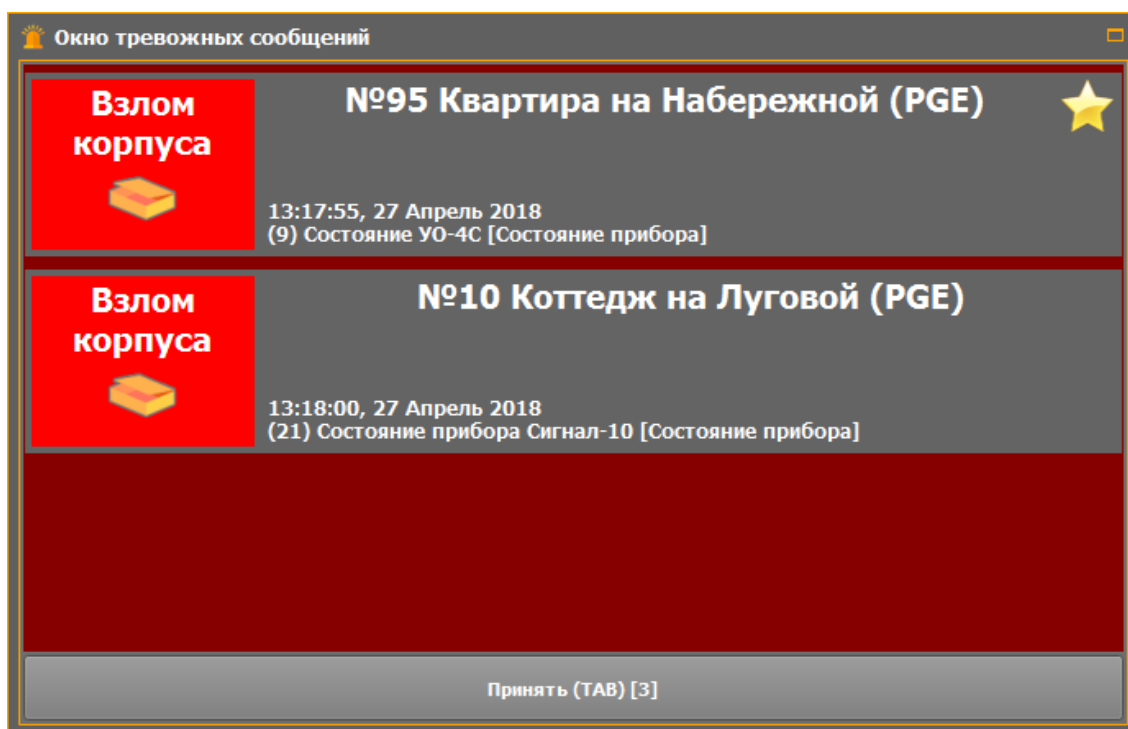 Окно тревожных сообщений
Взлом
корпуса
№95 Квартира на Набережной (PGE)
13:17:55, 27 Апрель 2018
(9) Состояние УО-4С [Состояние прибора]
Взлом
корпуса
№10 Коттедж на Луговой (PGE)
13:18:00, 27 Апрель 2018
(21) Состояние прибора Сигнал-10 [Состояние прибора]
Принять (TAB) [3]